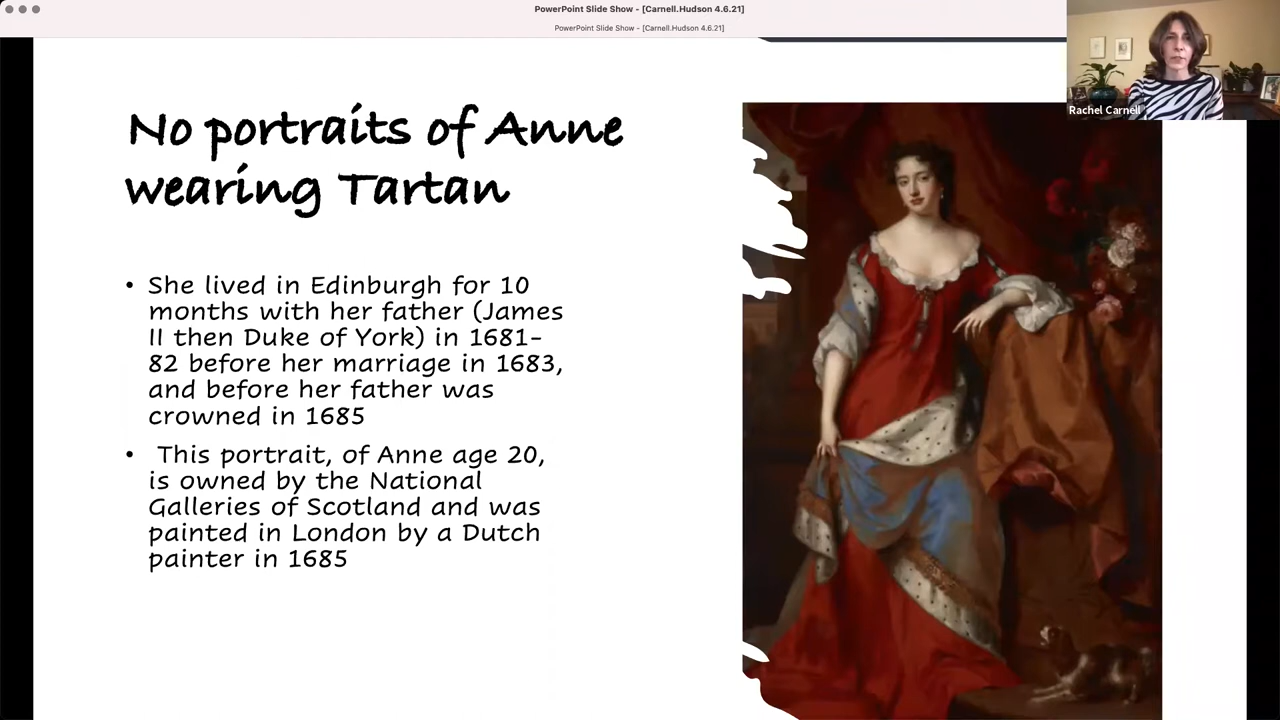 PowerPoint Slide Show - [Carnell.Hudson 4.6.21]
PowerPoint Slide Show - [Carnell.Hudson 4.6.21]
Rachel Carnell
No portraits of Anne
wearing Tartan
• She lived in Edinburgh for 10
months with her father (James
II then Duke of York) in 1681-
82 before her marriage in 1683,
and before her father was
crowned in 1685
• This portrait, of Anne age 20,
is owned by the National
Galleries of Scotland and was
painted in London by a Dutch
painter in 1685